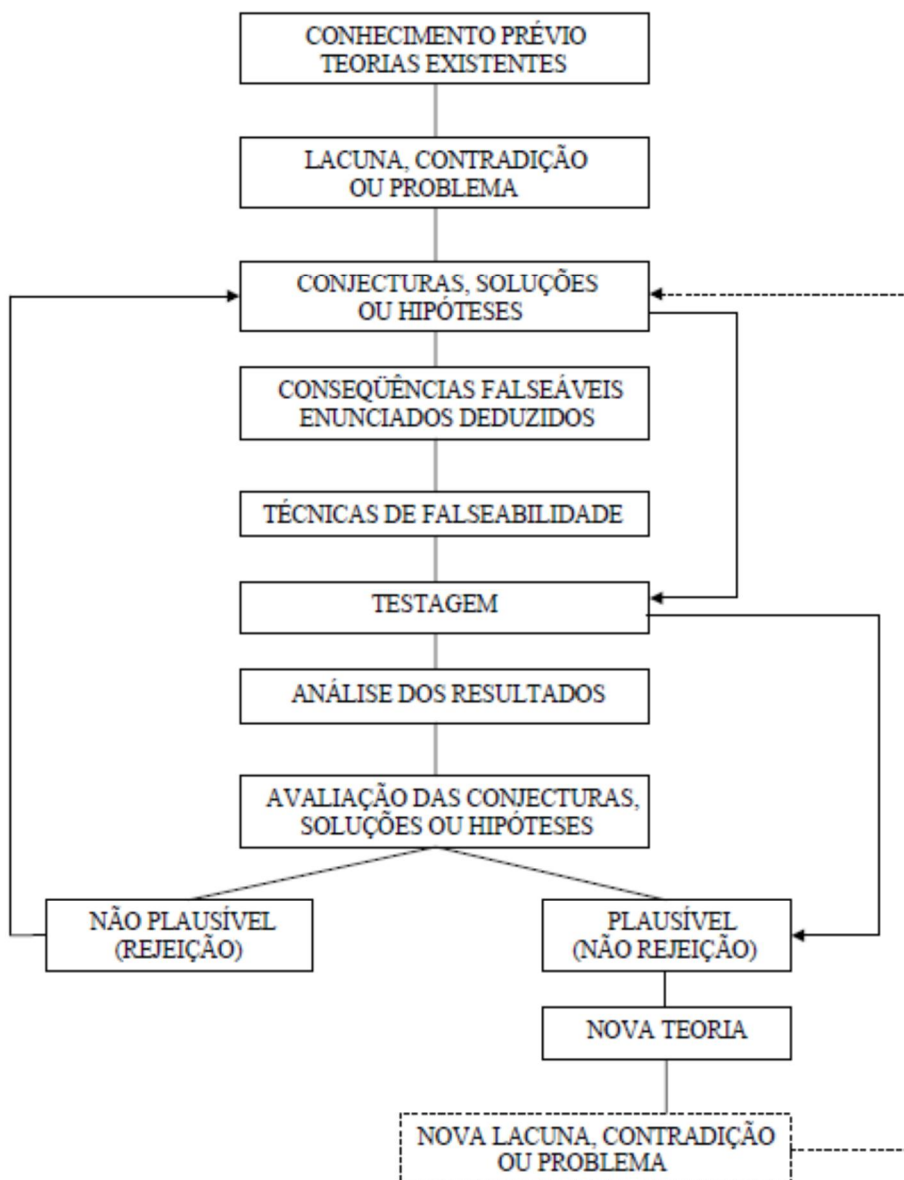 CONHECIMENTO PRÉVIO
TEORIAS EXISTENTES
LACUNA, CONTRADIÇÃO
OU PROBLEMA
CONJECTURAS, SOLUÇÕES
OU HIPÓTESES
CONSEQÜÊNCIAS FALSEÁVEIS
ENUNCIADOS DEDUZIDOS
TÉCNICAS DE FALSEABILIDADE
TESTAGEM
ANÁLISE DOS RESULTADOS
AVALIAÇÃO DAS CONJECTURAS,
SOLUÇÕES OU HIPÓTESES
NÃO PLAUSÍVEL
(REJEIÇÃO)
PLAUSÍVEL
(NÃO REJEIÇÃO)
NOVA TEORIA
NOVA LACUNA, CONTRADIÇÃO
OU PROBLEMA